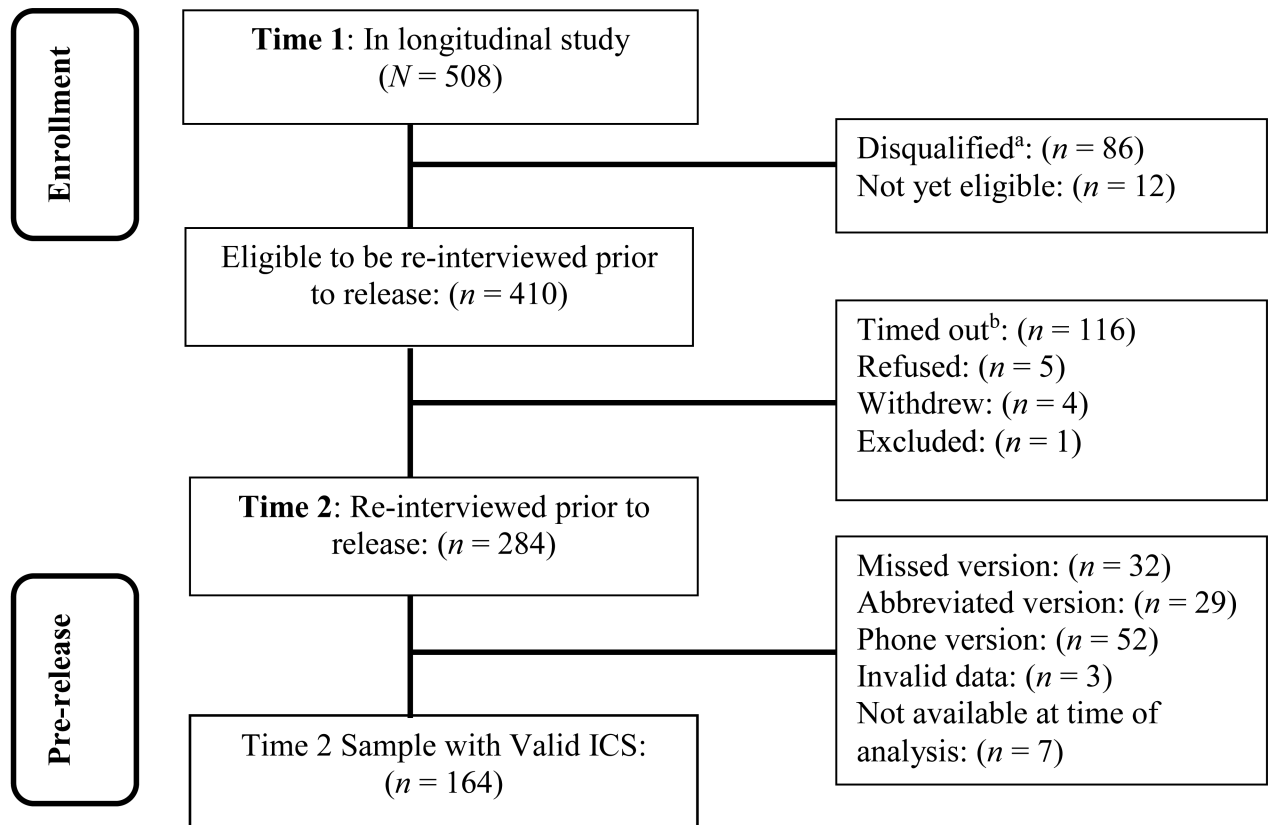 Enrollment
Time 1: In longitudinal study
(N = 508)
Disqualifiedᵃ: (n = 86)
Not yet eligible: (n = 12)
Eligible to be re-interviewed prior
to release: (n = 410)
Timed outᵇ: (n = 116)
Refused: (n = 5)
Withdrew: (n = 4)
Excluded: (n = 1)
Time 2: Re-interviewed prior to
release: (n = 284)
Pre-release
Missed version: (n = 32)
Abbreviated version: (n = 29)
Phone version: (n = 52)
Invalid data: (n = 3)
Not available at time of
analysis: (n = 7)
Time 2 Sample with Valid ICS:
(n = 164)